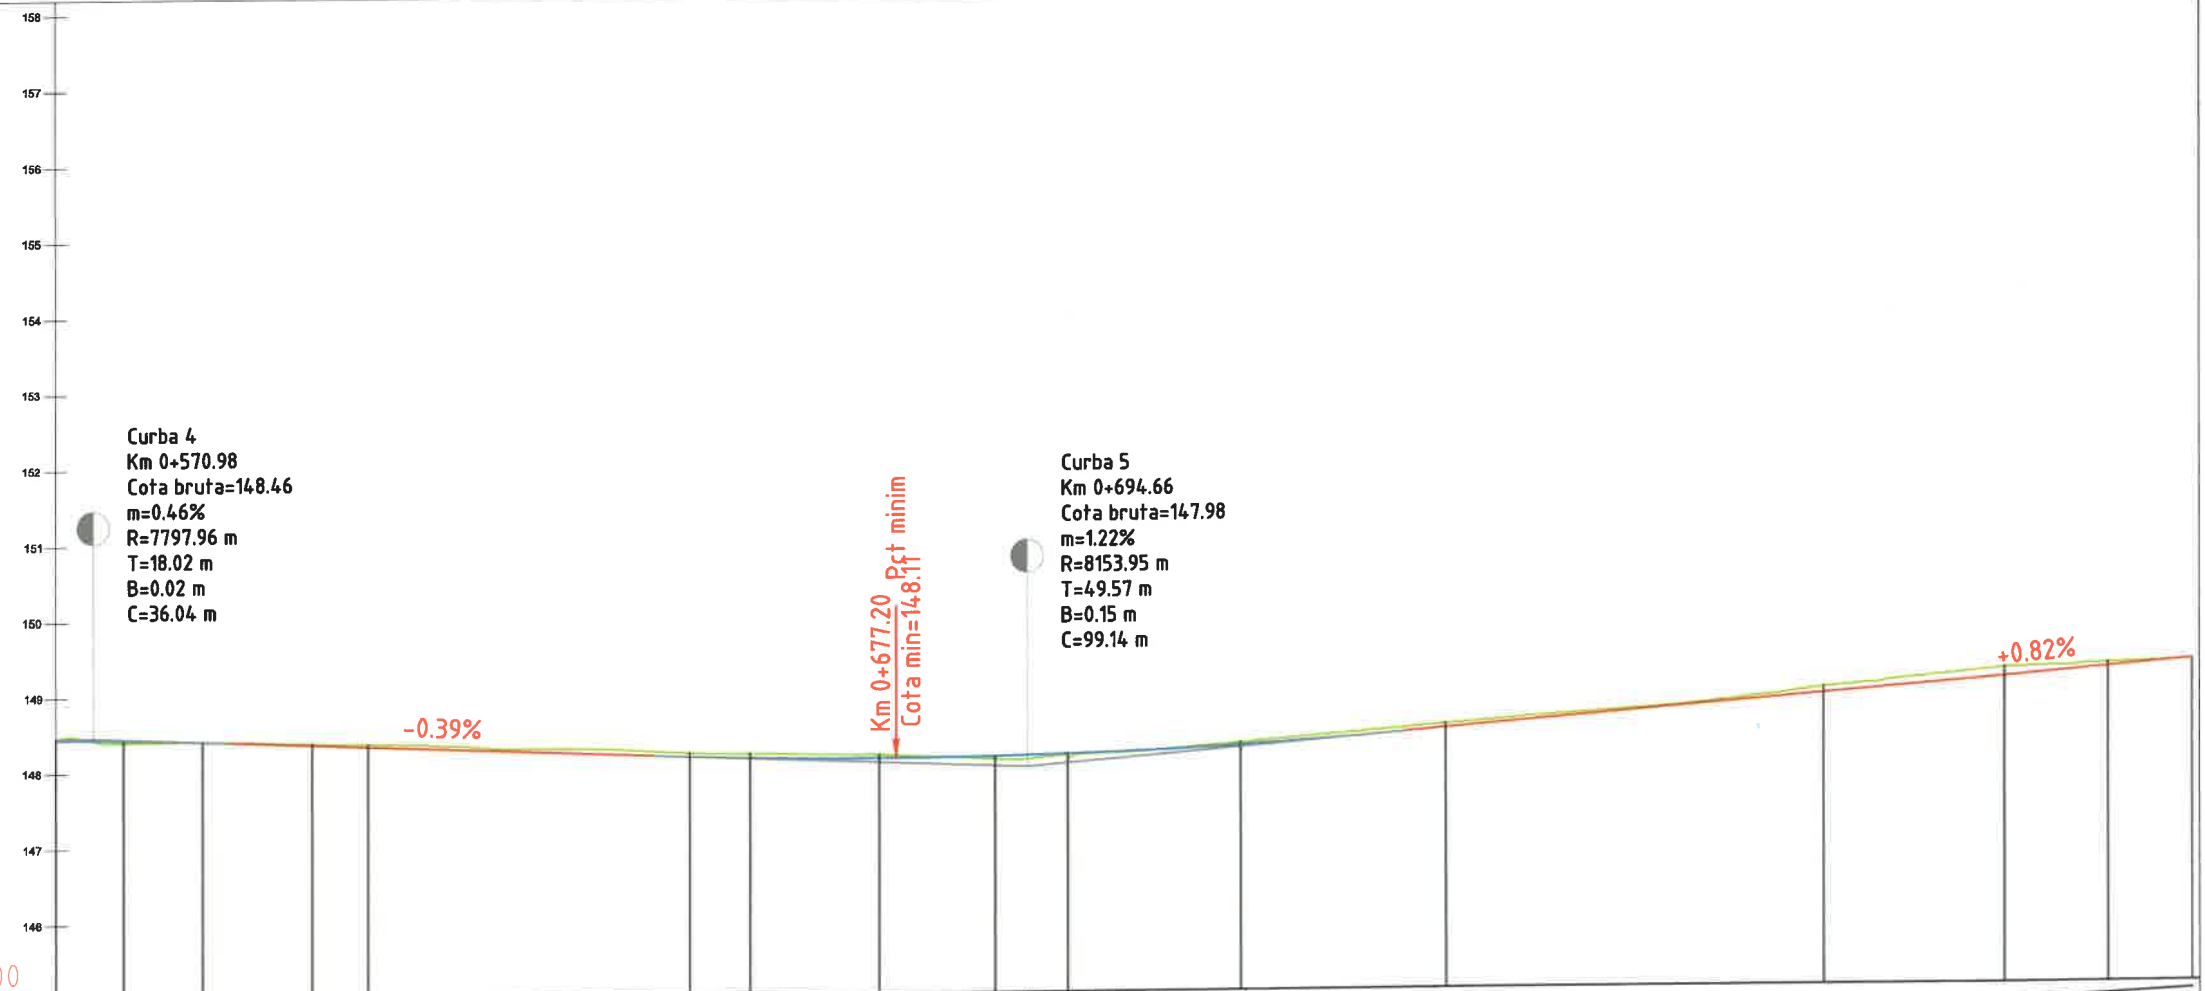 158
157
156
155
154
153
152
151
150
149
148
147
146
Curba 4
Km 0+570.98
Cota bruta=148.46
m=0.46%
R=7797.96 m
T=18.02 m
B=0.02 m
C=36.04 m
-0.39%
Km 0+677.20 Pct minim
Cota min=148.11
Curba 5
Km 0+694.66
Cota bruta=147.98
m=1.22%
R=8153.95 m
T=49.57 m
B=0.15 m
C=99.14 m
+0.82%